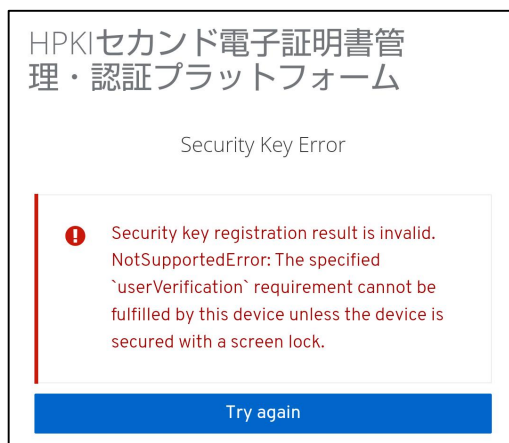 HPKIセカンド電子証明書管
理・認証プラットフォーム
Security Key Error
Security key registration result is invalid.
NotSupportedError: The specified
`userVerification` requirement cannot be
fulfilled by this device unless the device is
secured with a screen lock.
Try again